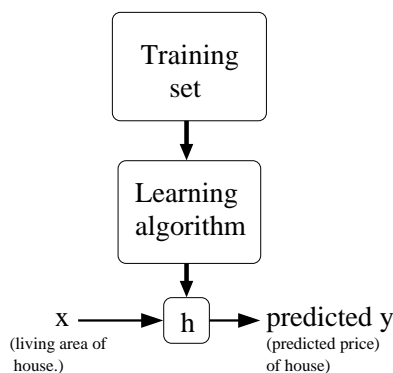 Training
set
Learning
algorithm
x
h
predicted y
(living area of
house.)
(predicted price)
of house)